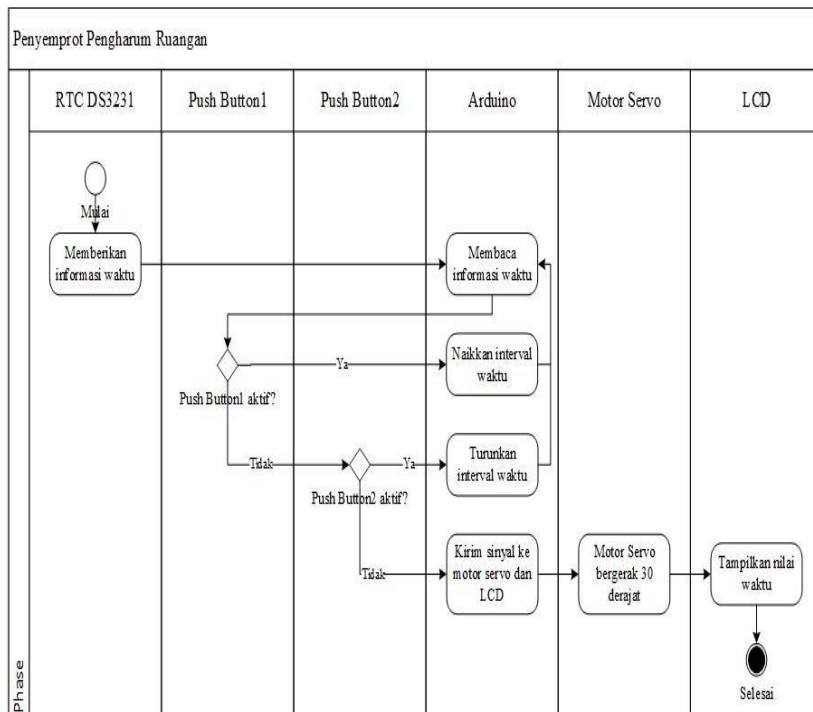 Penyemprot Pengharum Ruangan
RTC DS3231
Push Button1
Push Button2
Arduino
Motor Servo
LCD
Mulai
Memberikan
informasi waktu
Membaca
informasi waktu
Push Button1 aktif?
Ya
Naikkan interval
waktu
Tidak
Push Button2 aktif?
Ya
Turunkan
interval waktu
Tidak
Kirim sinyal ke
motor servo dan
LCD
Motor Servo
bergerak 30
derajat
Tampilkan nilai
waktu
Selesai
Phase